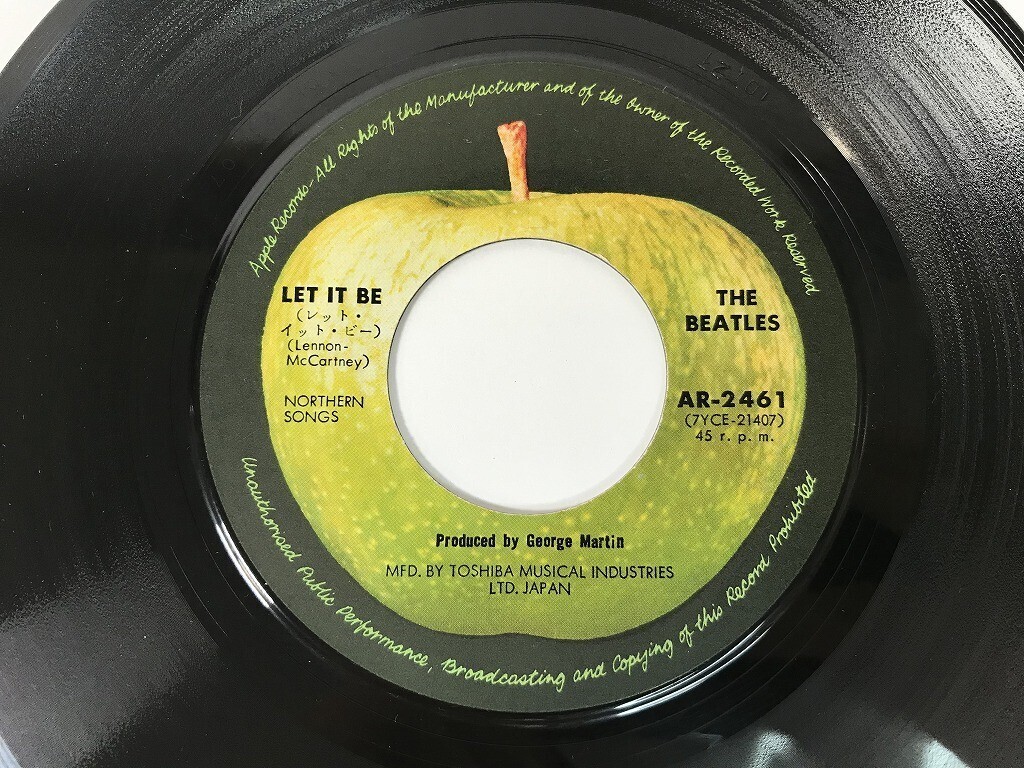 Apple Records-All Rights of the Manufacturer and of the Owner of the Recorded Work Reserved
LET IT BE
(レット・
イット・ビー)
(Lennon-
McCartney)
NORTHERN
SONGS
THE
BEATLES
AR-2461
(7YCE-21407)
45 r. p. m.
Produced by George Martin
MFD. BY TOSHIBA MUSICAL INDUSTRIES
LTD. JAPAN
Unauthorised Public Performance, Broadcasting and Copying of this Record Prohibited